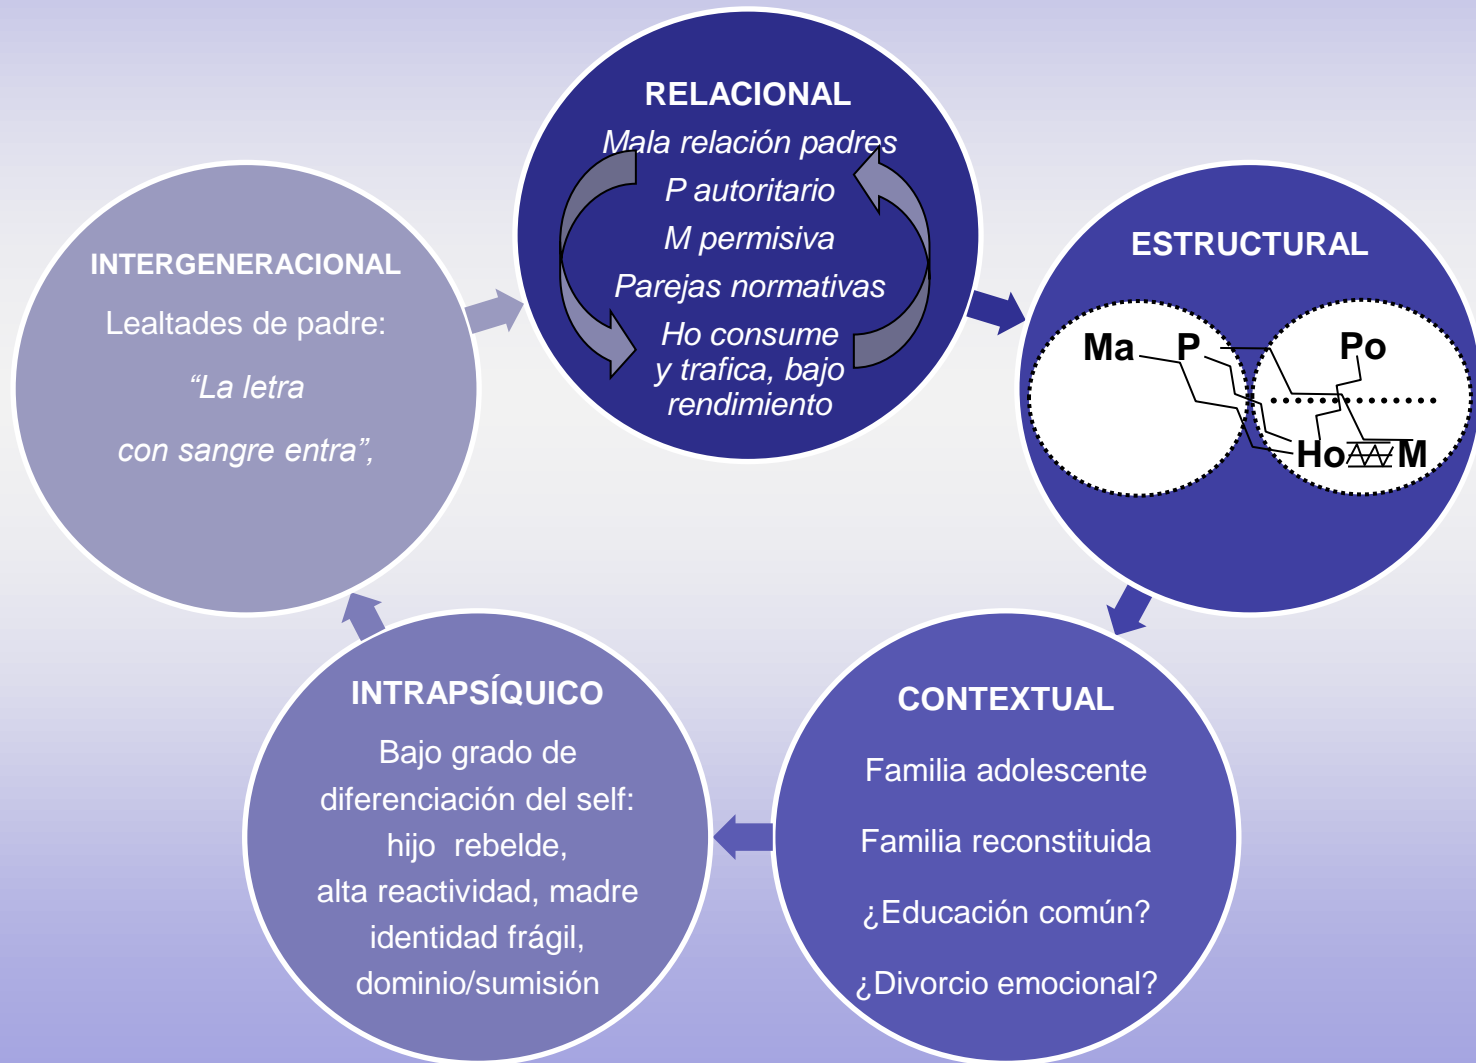 RELACIONAL
Mala relación padres
P autoritario
M permisiva
Parejas normativas
Ho consume
y trafica, bajo
rendimiento
ESTRUCTURAL
Ma P Po
Ho M
CONTEXTUAL
Familia adolescente
Familia reconstituida
¿Educación común?
¿Divorcio emocional?
INTRAPSÍQUICO
Bajo grado de
diferenciación del self:
hijo rebelde,
alta reactividad, madre
identidad frágil,
dominio/sumisión
INTERGENERACIONAL
Lealtades de padre:
“La letra
con sangre entra”,